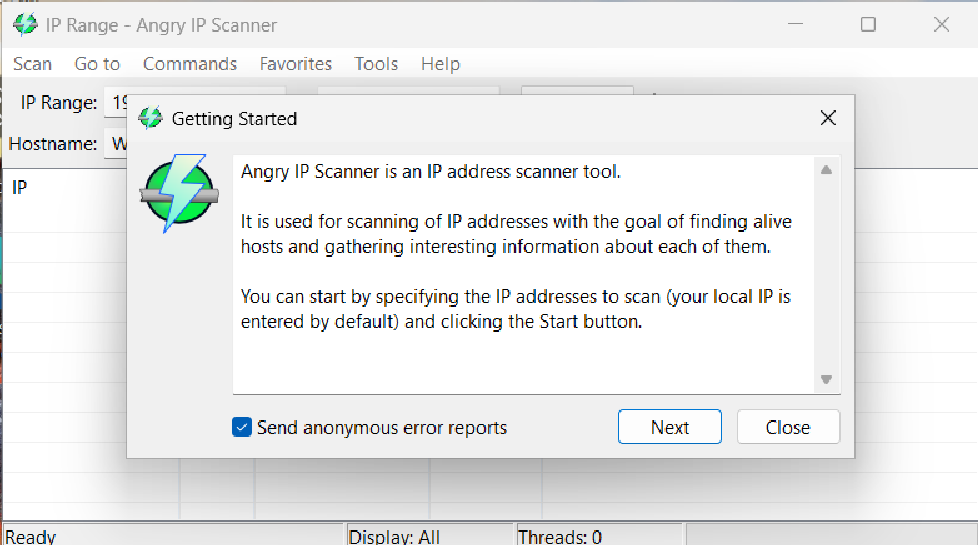 IP Range - Angry IP Scanner
Scan Go to Commands Favorites Tools Help
IP Range: 19
Getting Started
Hostname: W
IP
Angry IP Scanner is an IP address scanner tool.
It is used for scanning of IP addresses with the goal of finding alive
hosts and gathering interesting information about each of them.
You can start by specifying the IP addresses to scan (your local IP is
entered by default) and clicking the Start button.
Send anonymous error reports
Next
Close
Ready
Display: All
Threads: 0